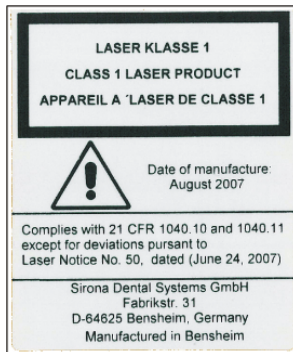 LASER KLASSE 1
CLASS 1 LASER PRODUCT
APPAREIL A ´LASER DE CLASSE 1
Date of manufacture:
August 2007
Complies with 21 CFR 1040.10 and 1040.11
except for deviations pursant to
Laser Notice No. 50, dated (June 24, 2007)
Sirona Dental Systems GmbH
Fabrikstr. 31
D-64625 Bensheim, Germany
Manufactured in Bensheim